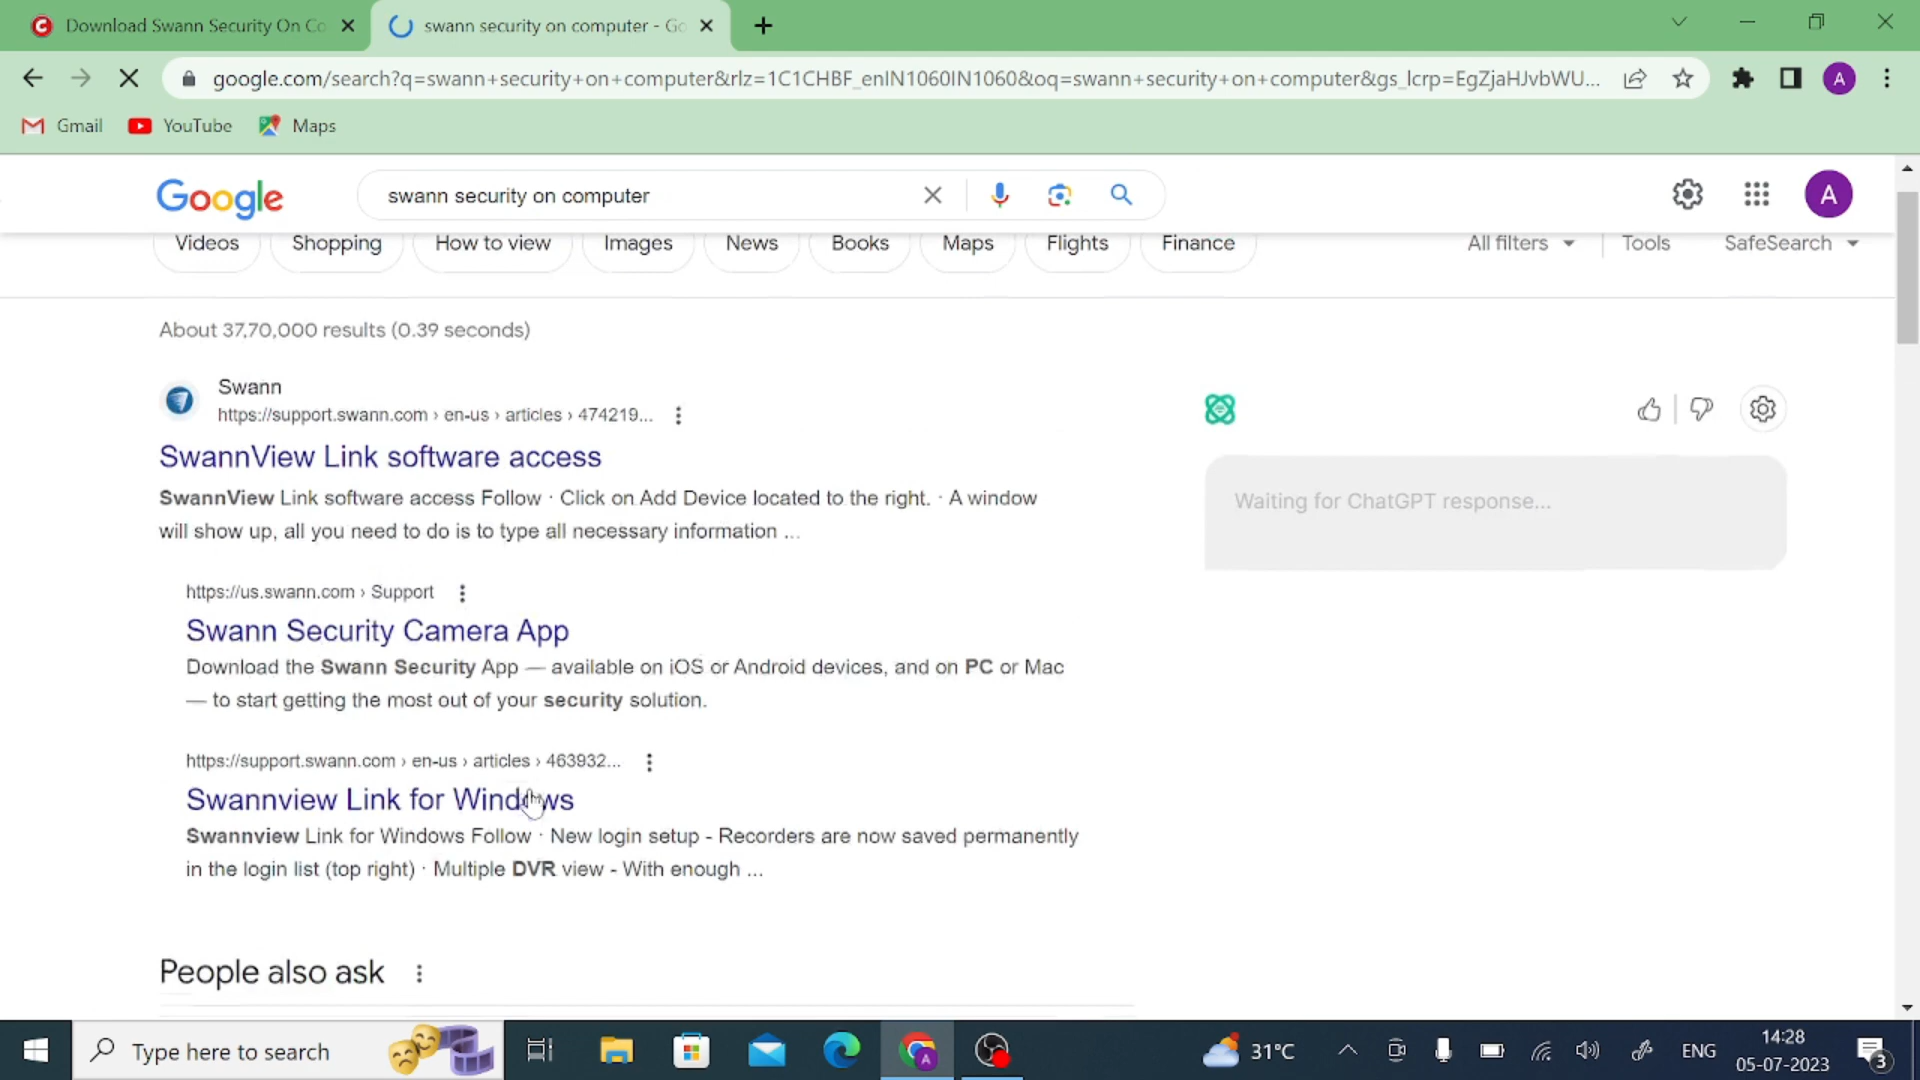 Download Swann Security On Co
swann security on computer - Go
google.com/search?q=swann+security+on+computer&rlz=1C1CHBF_enIN1060IN1060&oq=swann+security+on+computer&gs_lcrp=EgZjaHJvbWU...
A
Gmail
YouTube
Maps
Google
swann security on computer
A
Videos
Shopping
How to view
Images
News
Books
Maps
Flights
Finance
All filters
Tools
SafeSearch
About 37,70,000 results (0.39 seconds)
Swann
https://support.swann.com › en-us › articles › 474219...
SwannView Link software access
SwannView Link software access Follow · Click on Add Device located to the right. · A window
will show up, all you need to do is to type all necessary information ...
Waiting for ChatGPT response...
https://us.swann.com › Support
Swann Security Camera App
Download the Swann Security App — available on iOS or Android devices, and on PC or Mac
— to start getting the most out of your security solution.
https://support.swann.com › en-us › articles › 463932...
Swannview Link for Windows
Swannview Link for Windows Follow · New login setup - Recorders are now saved permanently
in the login list (top right) · Multiple DVR view - With enough ...
People also ask
Type here to search
A
31°C
ENG
14:28
05-07-2023
3